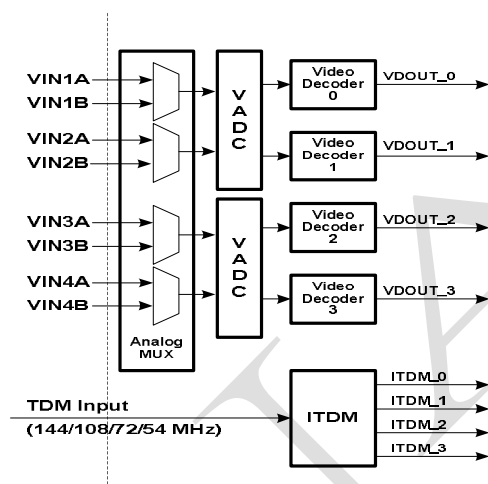 VIN1A
VIN1B
VIN2A
VIN2B
VIN3A
VIN3B
VIN4A
VIN4B
Analog
MUX
VADC
VADC
Video
Decoder
0
Video
Decoder
1
Video
Decoder
2
Video
Decoder
3
VDOUT_0
VDOUT_1
VDOUT_2
VDOUT_3
TDM Input
(144/108/72/54 MHz)
ITDM
ITDM_0
ITDM_1
ITDM_2
ITDM_3